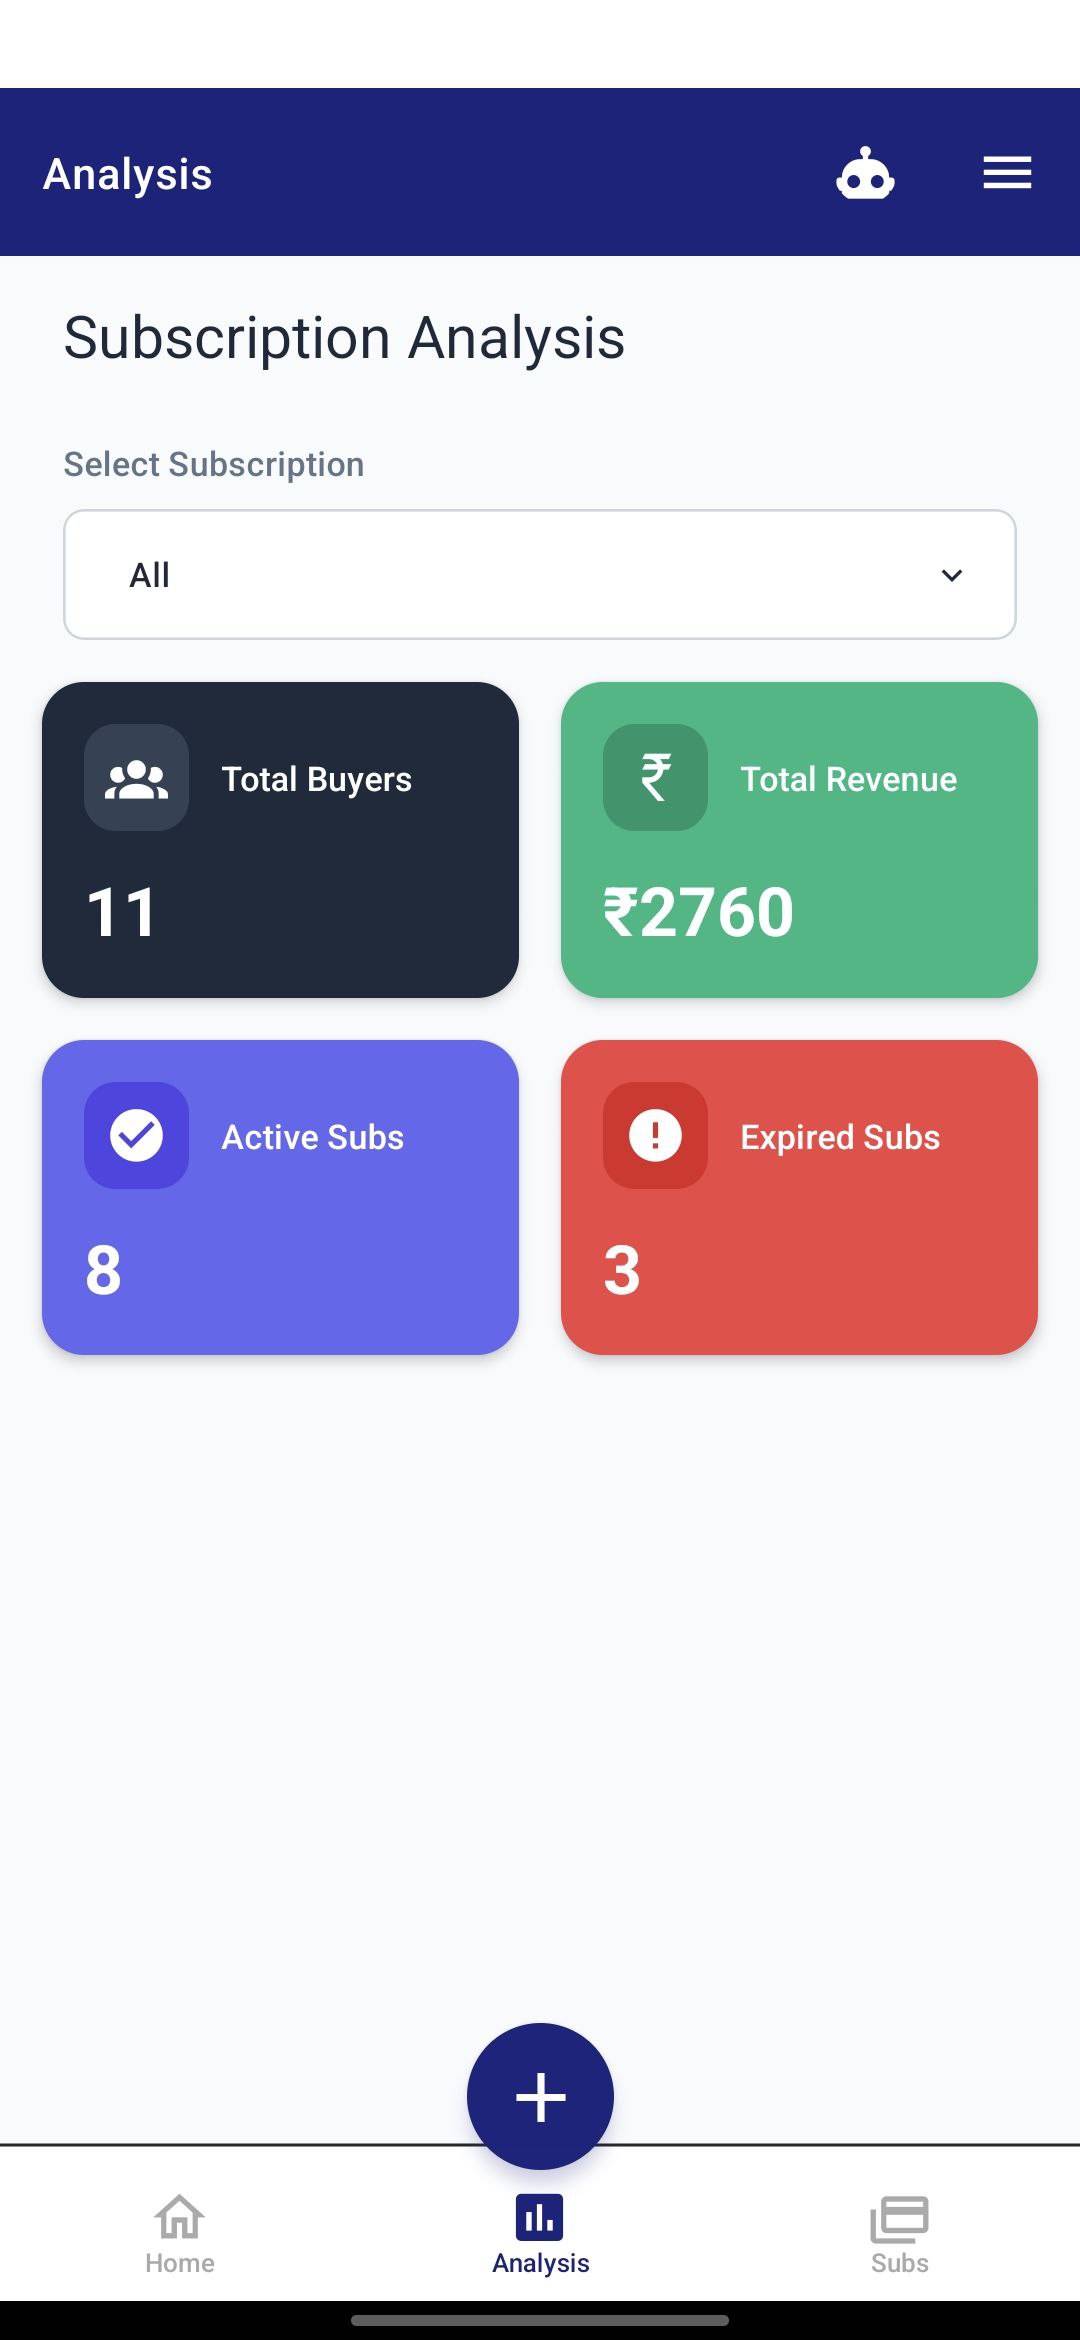 Analysis
Subscription Analysis
Select Subscription
All
Total Buyers
11
₹
Total Revenue
₹2760
Active Subs
8
Expired Subs
3
Home
Analysis
Subs